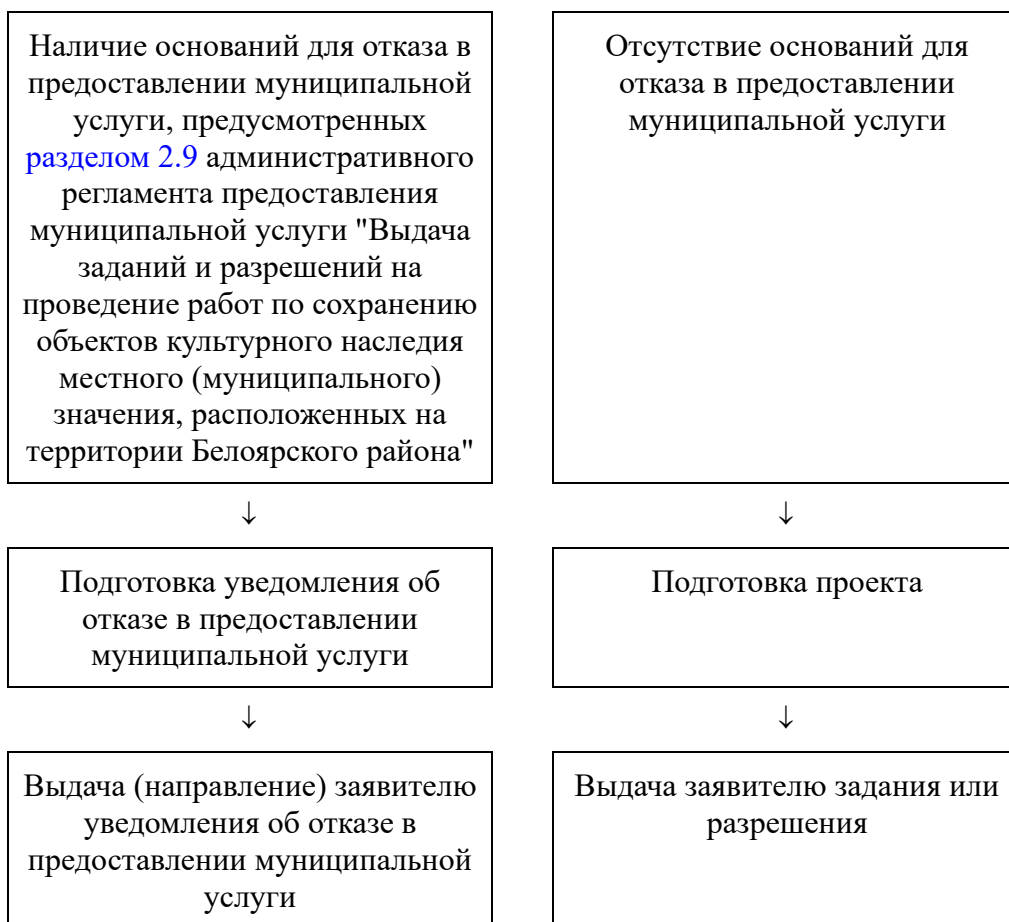 Наличие оснований для отказа в
предоставлении муниципальной
услуги, предусмотренных
разделом 2.9 административного
регламента предоставления
муниципальной услуги "Выдача
заданий и разрешений на
проведение работ по сохранению
объектов культурного наследия
местного (муниципального)
значения, расположенных на
территории Белоярского района"
Отсутствие оснований для
отказа в предоставлении
муниципальной услуги
↓
↓
Подготовка уведомления об
отказе в предоставлении
муниципальной услуги
Подготовка проекта
↓
↓
Выдача (направление) заявителю
уведомления об отказе в
предоставлении муниципальной
услуги
Выдача заявителю задания или
разрешения